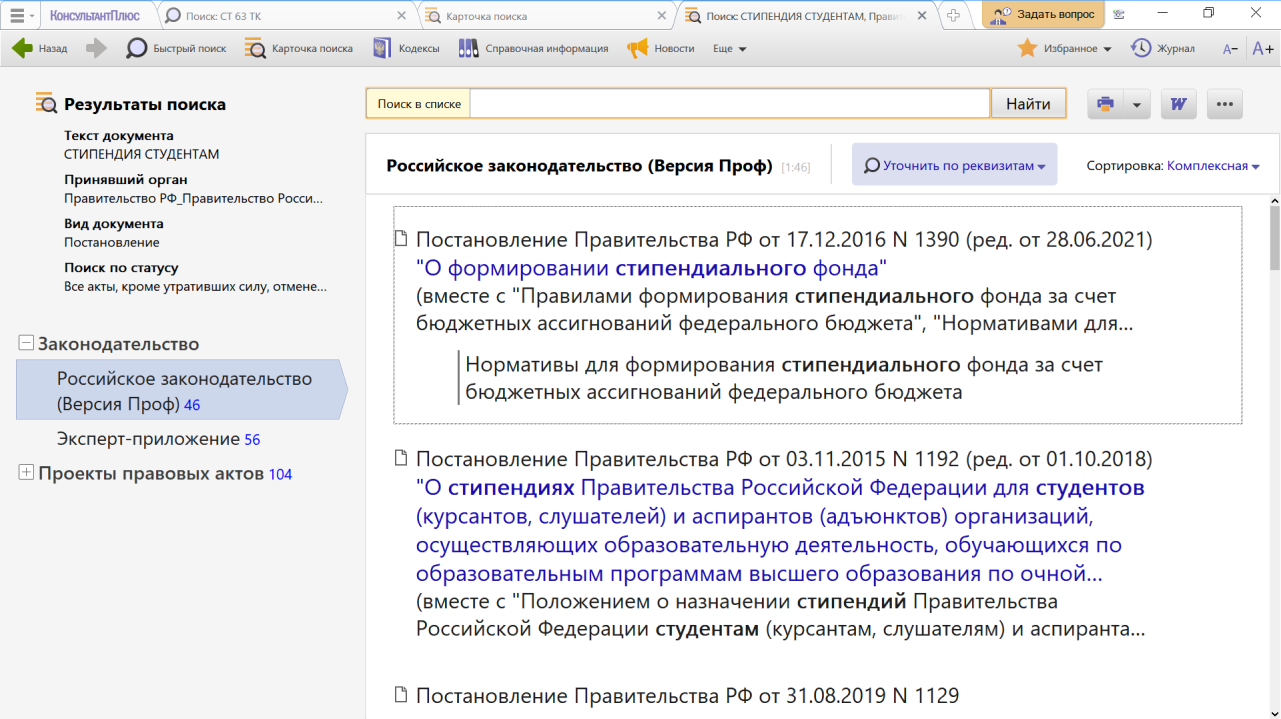 КонсультантПлюс
Поиск: СТ 63 ТК
Карточка поиска
Поиск: СТИПЕНДИЯ СТУДЕНТАМ, Прави
Задать вопрос
Назад
Быстрый поиск
Карточка поиска
Кодексы
Справочная информация
Новости
Еще
Избранное
Журнал
A−
A+
Результаты поиска
Текст документа
СТИПЕНДИЯ СТУДЕНТАМ
Принявший орган
Правительство РФ_Правительство Росси...
Вид документа
Постановление
Поиск по статусу
Все акты, кроме утративших силу, отмене...
Законодательство
Российское законодательство
(Версия Проф) 46
Эксперт-приложение 56
Проекты правовых актов 104
Поиск в списке
Найти
W
Российское законодательство (Версия Проф) [1:46]
Уточнить по реквизитам
Сортировка: Комплексная
Постановление Правительства РФ от 17.12.2016 N 1390 (ред. от 28.06.2021)
"О формировании стипендиального фонда"
(вместе с "Правилами формирования стипендиального фонда за счет
бюджетных ассигнований федерального бюджета", "Нормативами для...
Нормативы для формирования стипендиального фонда за счет
бюджетных ассигнований федерального бюджета
Постановление Правительства РФ от 03.11.2015 N 1192 (ред. от 01.10.2018)
"О стипендиях Правительства Российской Федерации для студентов
(курсантов, слушателей) и аспирантов (адъюнктов) организаций,
осуществляющих образовательную деятельность, обучающихся по
образовательным программам высшего образования по очной...
(вместе с "Положением о назначении стипендий Правительства
Российской Федерации студентам (курсантам, слушателям) и аспиранта...
Постановление Правительства РФ от 31.08.2019 N 1129